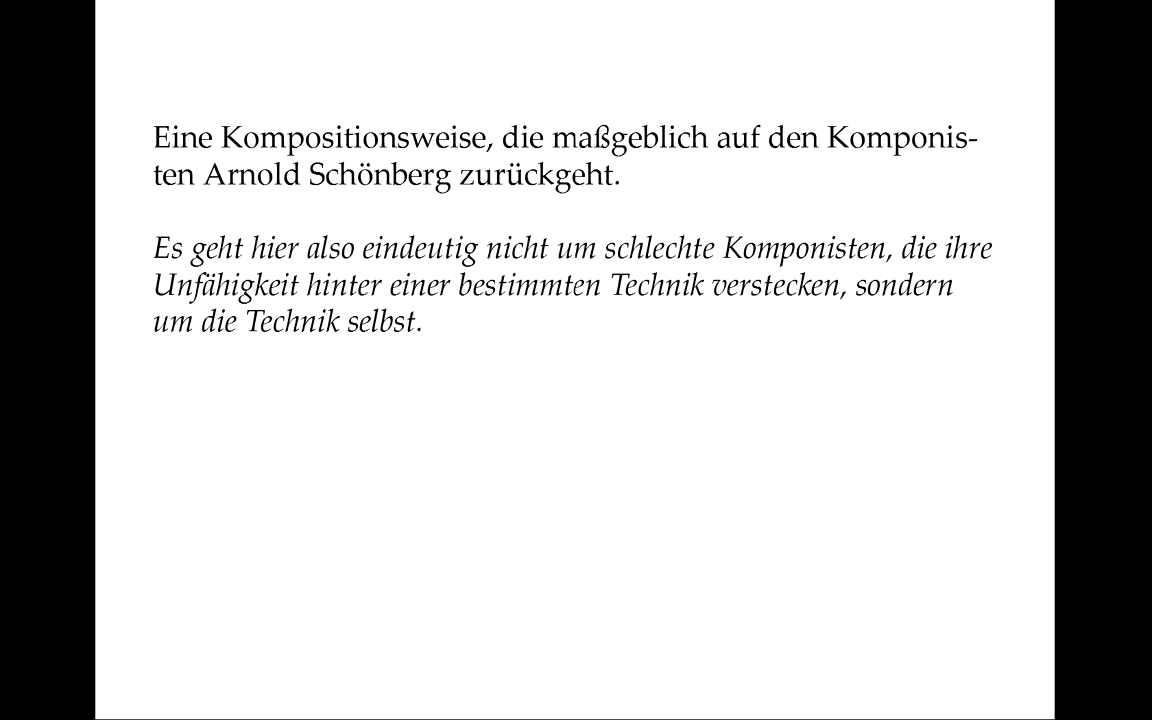 Eine Kompositionsweise, die maßgeblich auf den Komponis-
ten Arnold Schönberg zurückgeht.
Es geht hier also eindeutig nicht um schlechte Komponisten, die ihre
Unfähigkeit hinter einer bestimmten Technik verstecken, sondern
um die Technik selbst.